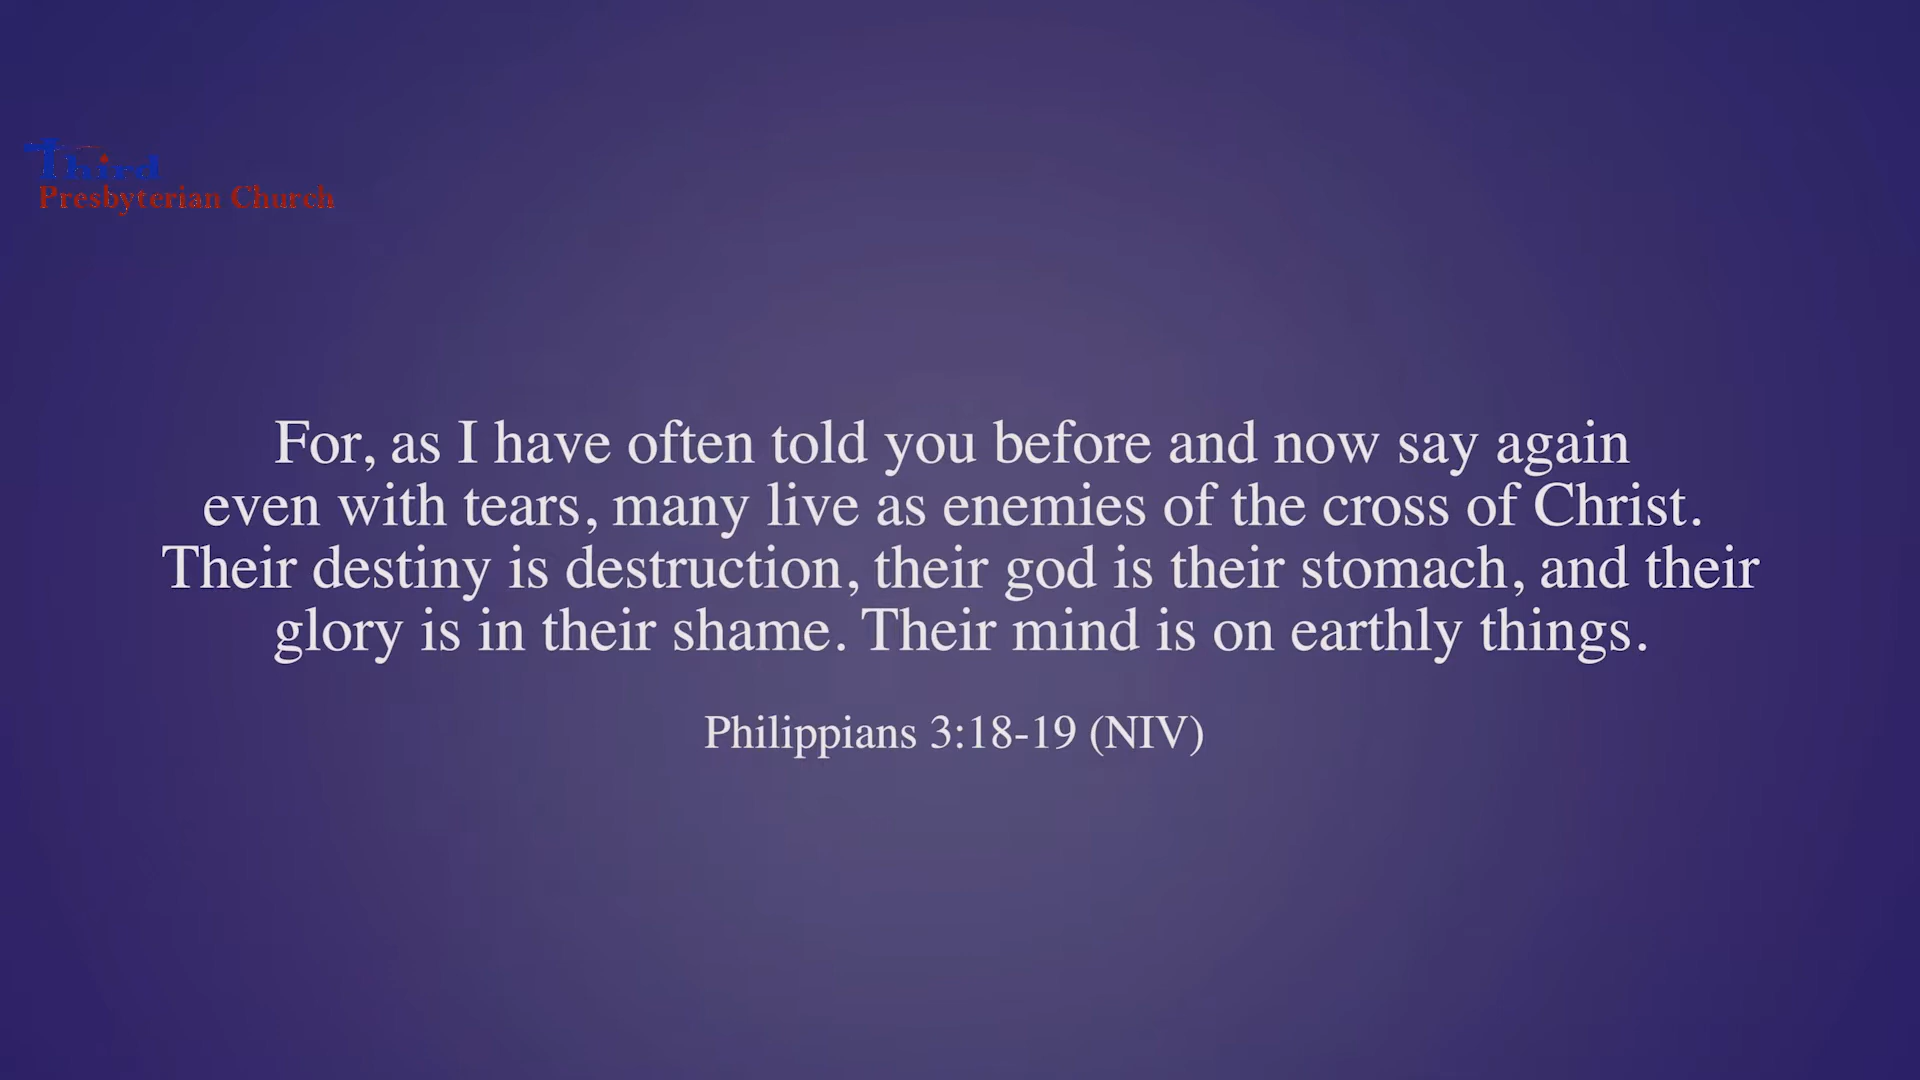 Third
Presbyterian Church
For, as I have often told you before and now say again
even with tears, many live as enemies of the cross of Christ.
Their destiny is destruction, their god is their stomach, and their
glory is in their shame. Their mind is on earthly things.
Philippians 3:18-19 (NIV)